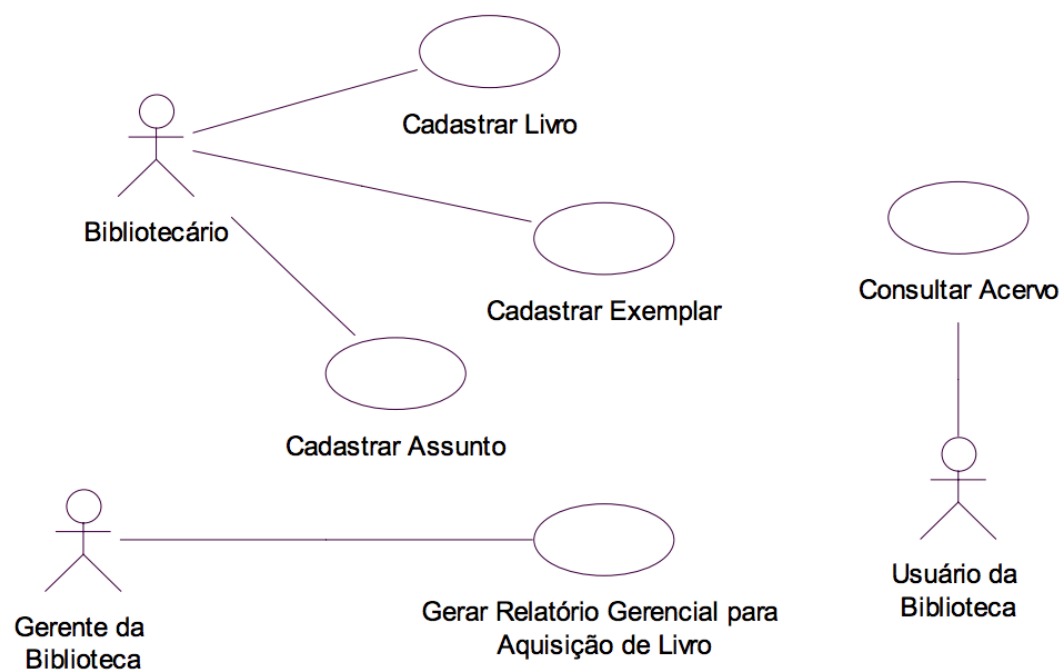 Cadastrar Livro
Bibliotecário
Cadastrar Exemplar
Consultar Acervo
Cadastrar Assunto
Gerente da
Biblioteca
Gerar Relatório Gerencial para
Aquisição de Livro
Usuário da
Biblioteca